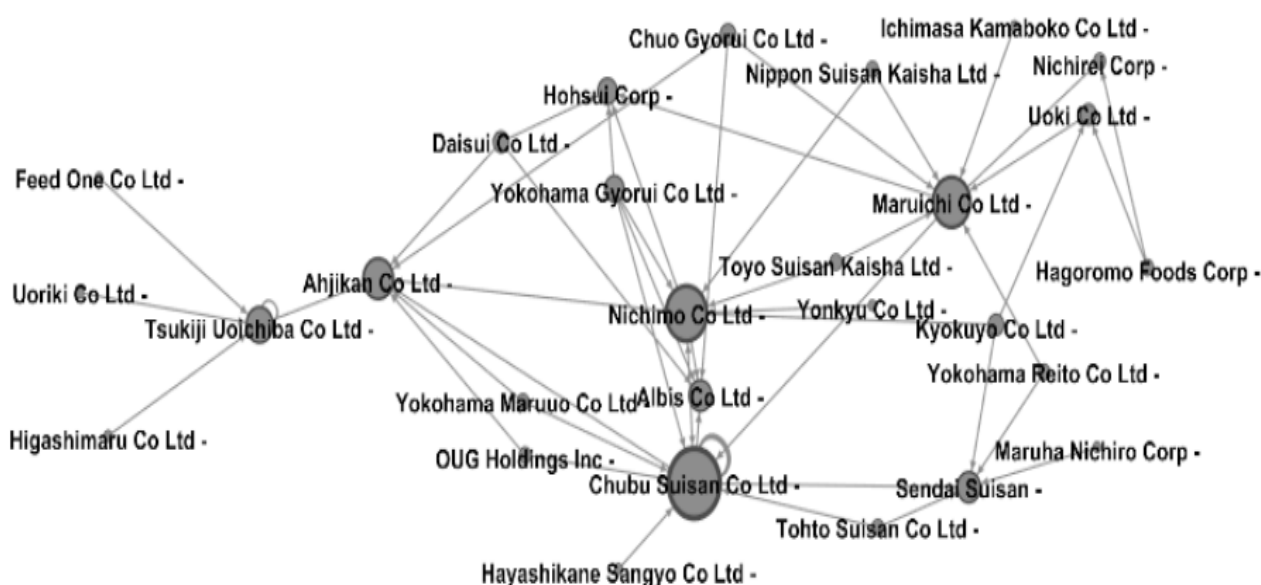 Ichimasa Kamaboko Co Ltd -
Chuo Gyorui Co Ltd -
Nippon Suisan Kaisha Ltd -
Nichirei Corp -
Hohsui Corp -
Uoki Co Ltd -
Daisui Co Ltd -
Feed One Co Ltd -
Yokohama Gyorui Co Ltd -
Maruichi Co Ltd -
Toyo Suisan Kaisha Ltd -
Hagoromo Foods Corp -
Ahjikan Co Ltd -
Uoriki Co Ltd -
Yonkyu Co Ltd -
Nichimo Co Ltd -
Tsukiji Uoichiba Co Ltd -
Kyokuyo Co Ltd -
Yokohama Reito Co Ltd -
Albis Co Ltd -
Yokohama Maruuo Co Ltd -
Higashimaru Co Ltd -
Maruha Nichiro Corp -
OUG Holdings Inc -
Chubu Suisan Co Ltd -
Sendai Suisan -
Tohto Suisan Co Ltd -
Hayashikane Sangyo Co Ltd -